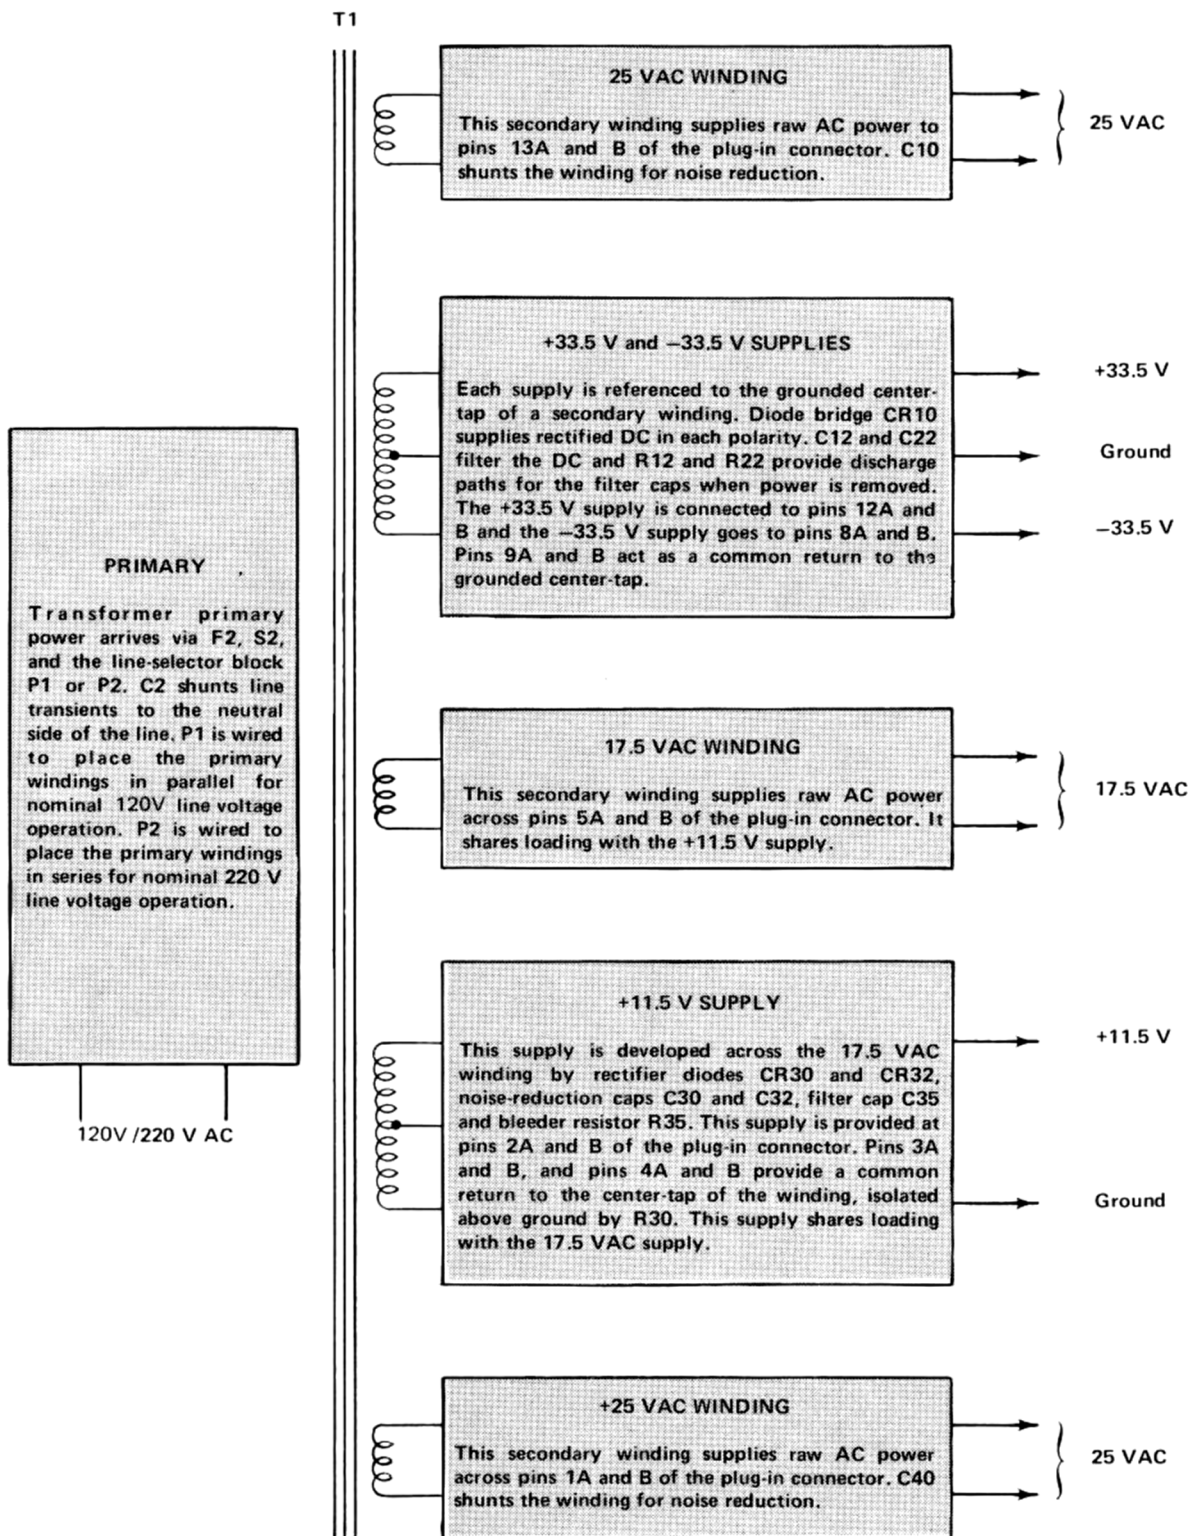 T1
25 VAC WINDING
This secondary winding supplies raw AC power to
pins 13A and B of the plug-in connector. C10
shunts the winding for noise reduction.
25 VAC
+33.5 V and −33.5 V SUPPLIES
Each supply is referenced to the grounded center-
tap of a secondary winding. Diode bridge CR10
supplies rectified DC in each polarity. C12 and C22
filter the DC and R12 and R22 provide discharge
paths for the filter caps when power is removed.
The +33.5 V supply is connected to pins 12A and
B and the −33.5 V supply goes to pins 8A and B.
Pins 9A and B act as a common return to the
grounded center-tap.
+33.5 V
Ground
−33.5 V
PRIMARY
Transformer primary
power arrives via F2, S2,
and the line-selector block
P1 or P2. C2 shunts line
transients to the neutral
side of the line. P1 is wired
to place the primary
windings in parallel for
nominal 120V line voltage
operation. P2 is wired to
place the primary windings
in series for nominal 220 V
line voltage operation.
120V /220 V AC
17.5 VAC WINDING
This secondary winding supplies raw AC power
across pins 5A and B of the plug-in connector. It
shares loading with the +11.5 V supply.
17.5 VAC
+11.5 V SUPPLY
This supply is developed across the 17.5 VAC
winding by rectifier diodes CR30 and CR32,
noise-reduction caps C30 and C32, filter cap C35
and bleeder resistor R35. This supply is provided at
pins 2A and B of the plug-in connector. Pins 3A
and B, and pins 4A and B provide a common
return to the center-tap of the winding, isolated
above ground by R30. This supply shares loading
with the 17.5 VAC supply.
+11.5 V
Ground
+25 VAC WINDING
This secondary winding supplies raw AC power
across pins 1A and B of the plug-in connector. C40
shunts the winding for noise reduction.
25 VAC